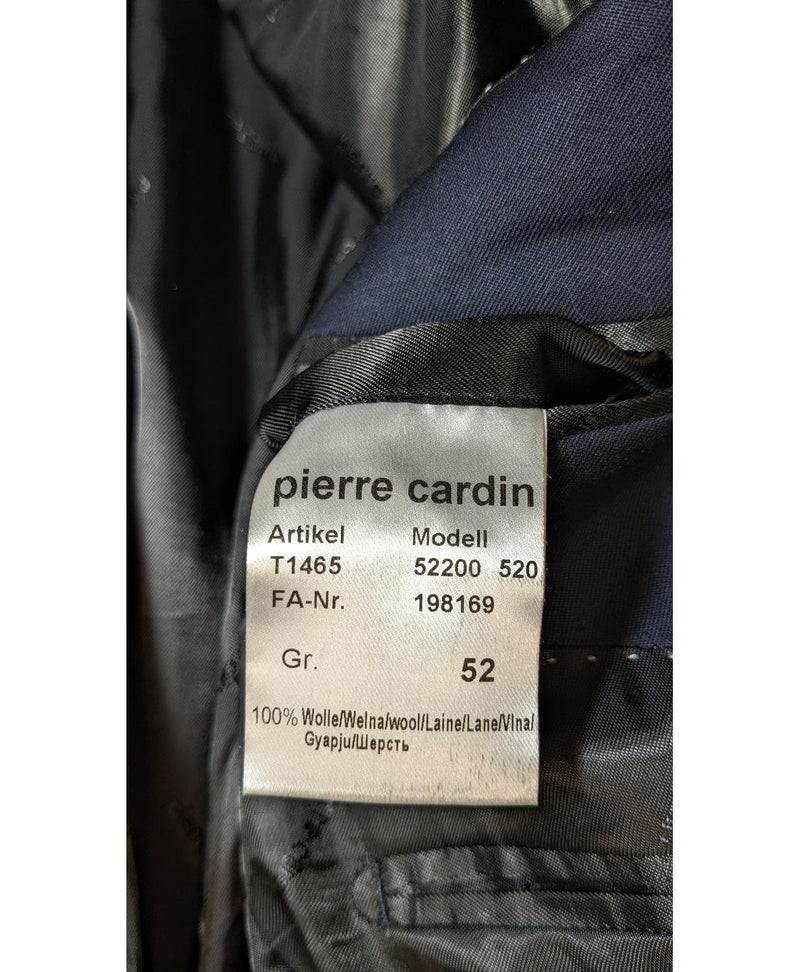 pierre cardin
Artikel Modell
T1465 52200 520
FA-Nr. 198169
Gr. 52
100% Wolle/Welna/wool/Laine/Lane/Vlna/
Gyapju/Шерсть